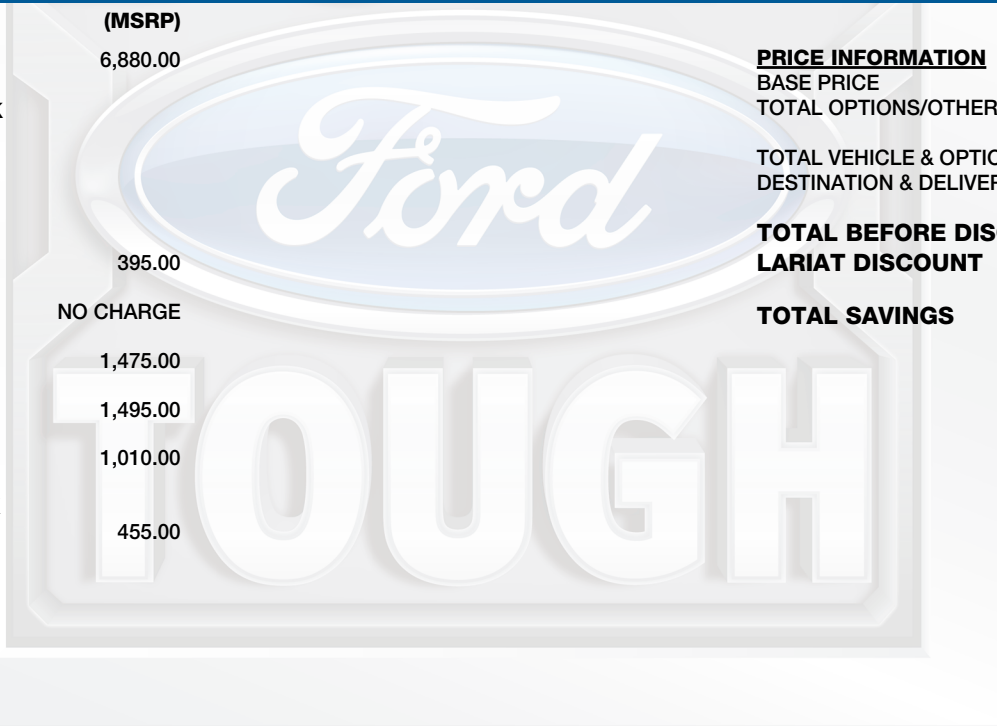 (MSRP)
6,880.00
395.00
NO CHARGE
1,475.00
1,495.00
1,010.00
455.00
Ford
TOUGH
PRICE INFORMATION
BASE PRICE
TOTAL OPTIONS/OTHER
TOTAL VEHICLE & OPTIO
DESTINATION & DELIVER
TOTAL BEFORE DISC
LARIAT DISCOUNT
TOTAL SAVINGS